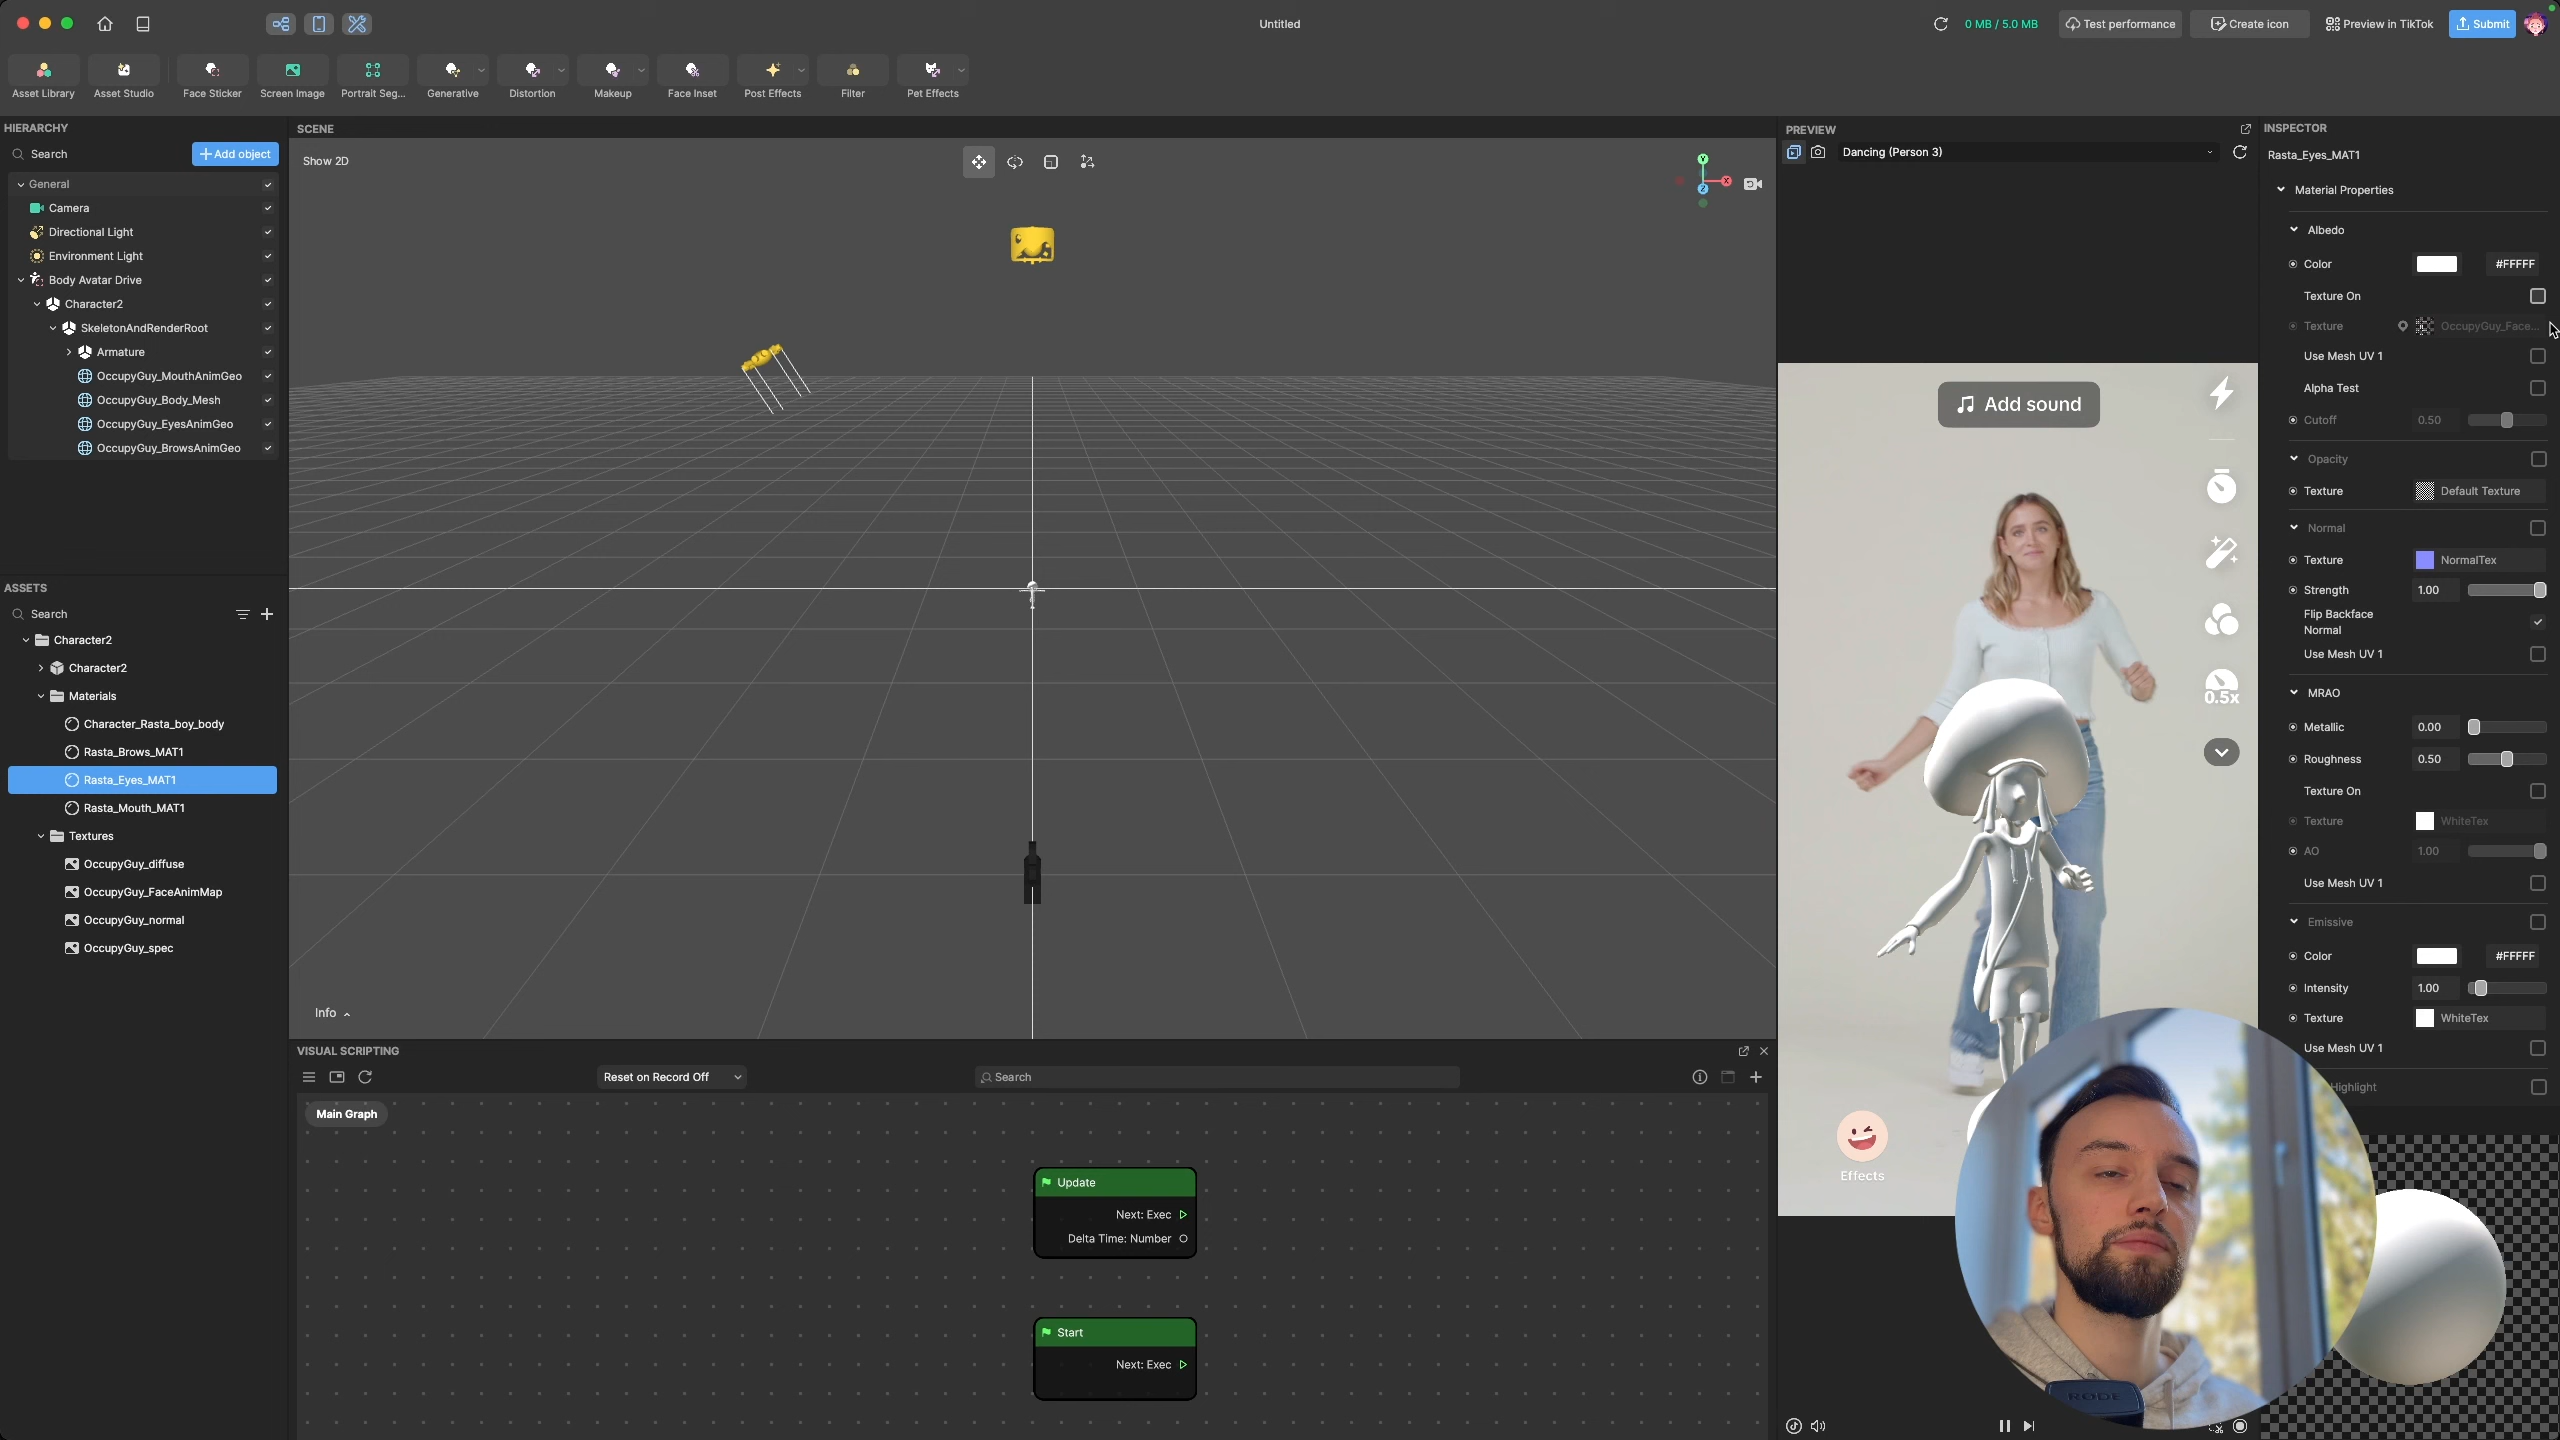 Untitled
0 MB / 5.0 MB
Test performance
Create icon
Preview in TikTok
Submit
Asset Library
Asset Studio
Face Sticker
Screen Image
Portrait Seg...
Generative
Distortion
Makeup
Face Inset
Post Effects
Filter
Pet Effects
HIERARCHY
Search
Add object
General
Camera
Directional Light
Environment Light
Body Avatar Drive
Character2
SkeletonAndRenderRoot
Armature
OccupyGuy_MouthAnimGeo
OccupyGuy_Body_Mesh
OccupyGuy_EyesAnimGeo
OccupyGuy_BrowsAnimGeo
ASSETS
Search
Character2
Character2
Materials
Character_Rasta_boy_body
Rasta_Brows_MAT1
Rasta_Eyes_MAT1
Rasta_Mouth_MAT1
Textures
OccupyGuy_diffuse
OccupyGuy_FaceAnimMap
OccupyGuy_normal
OccupyGuy_spec
SCENE
Show 2D
Y
X
Z
Info
VISUAL SCRIPTING
Reset on Record Off
Search
Main Graph
Update
Next: Exec
Delta Time: Number
Start
Next: Exec
PREVIEW
Dancing (Person 3)
Add sound
0.5x
Effects
RODE
INSPECTOR
Rasta_Eyes_MAT1
Material Properties
Albedo
Color
#FFFFF
Texture On
Texture
OccupyGuy_Face...
Use Mesh UV 1
Alpha Test
Cutoff
0.50
Opacity
Texture
Default Texture
Normal
Texture
NormalTex
Strength
1.00
Flip Backface
Normal
Use Mesh UV 1
MRAO
Metallic
0.00
Roughness
0.50
Texture On
Texture
WhiteTex
AO
1.00
Use Mesh UV 1
Emissive
Color
#FFFFF
Intensity
1.00
Texture
WhiteTex
Use Mesh UV 1
Highlight